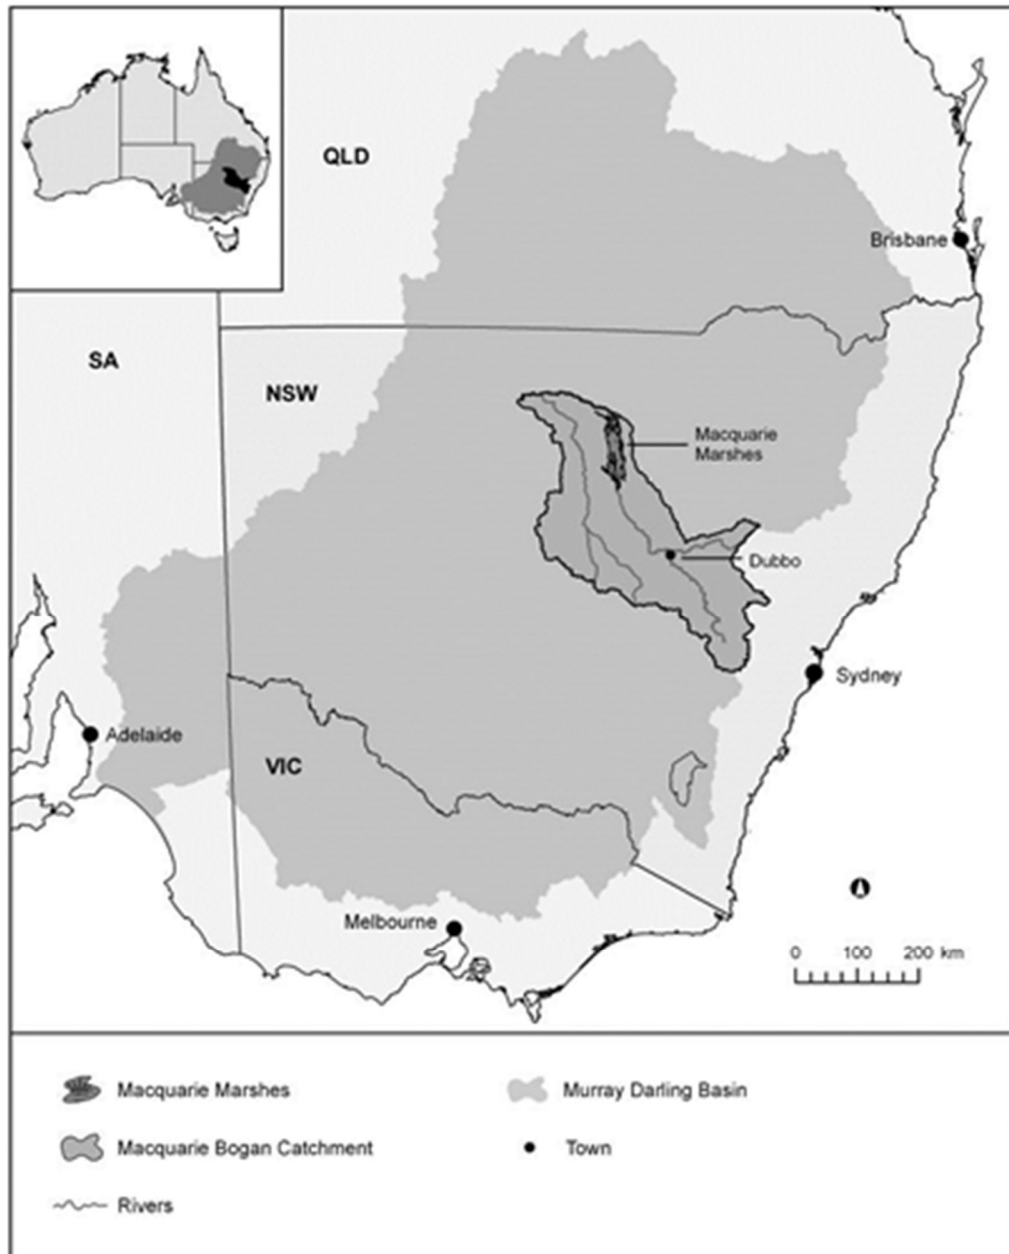 QLD
Brisbane
SA
NSW
Macquarie
Marshes
Dubbo
Sydney
Adelaide
VIC
Melbourne
0 100 200 km
Macquarie Marshes
Murray Darling Basin
Macquarie Bogan Catchment
Town
Rivers